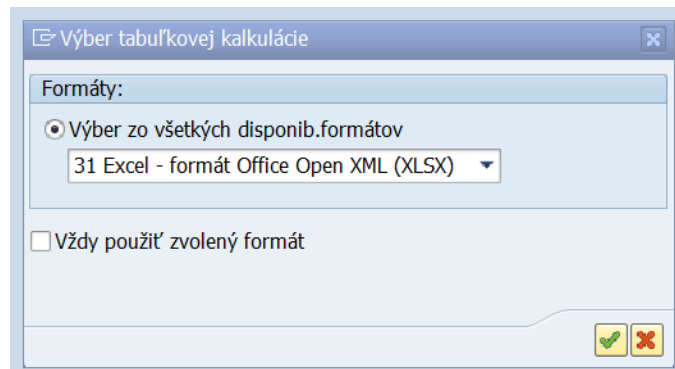 Výber tabuľkovej kalkulácie
Formáty:
Výber zo všetkých disponib.formátov
31 Excel - formát Office Open XML (XLSX)
Vždy použiť zvolený formát